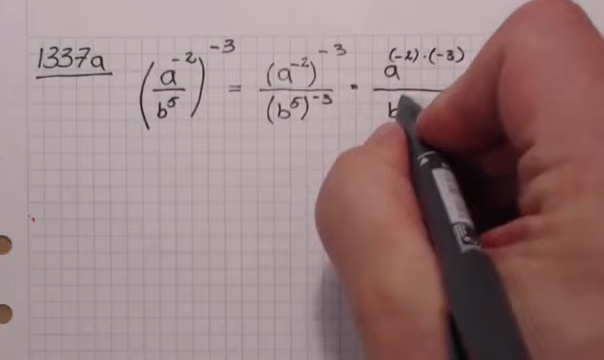 1337a (a^-2/b^5)^-3 = (a^-2)^-3/(b^5)^-3 = a^(-2)·(-3)/b